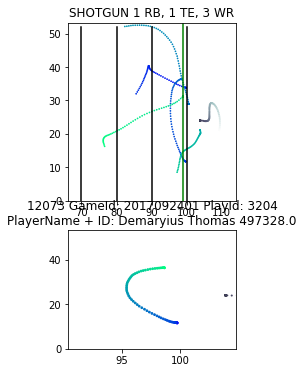 SHOTGUN 1 RB, 1 TE, 3 WR
50
40
30
20
10
0
70 80 90 100 110
12073 GameId: 2017092401 PlayId: 3204
PlayerName + ID: Demaryius Thomas 497328.0
40
20
0
95 100